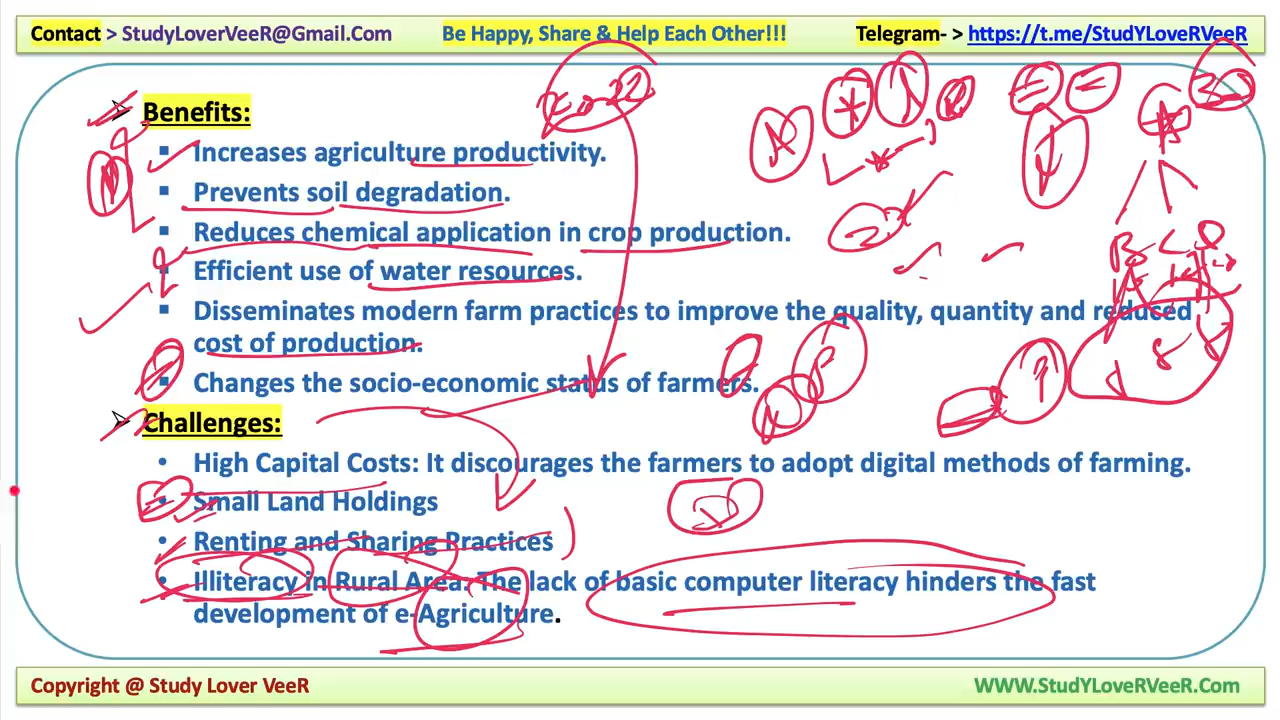 Contact > StudyLoverVeeR@Gmail.Com Be Happy, Share & Help Each Other!!! Telegram- > https://t.me/StudYLoveRVeeR
Benefits:
Increases agriculture productivity.
Prevents soil degradation.
Reduces chemical application in crop production.
Efficient use of water resources.
Disseminates modern farm practices to improve the quality, quantity and reduced
cost of production.
Changes the socio-economic status of farmers.
Challenges:
High Capital Costs: It discourages the farmers to adopt digital methods of farming.
Small Land Holdings
Renting and Sharing Practices
Illiteracy in Rural Area: The lack of basic computer literacy hinders the fast
development of e-Agriculture.
Copyright @ Study Lover VeeR WWW.StudYLoveRVeeR.Com